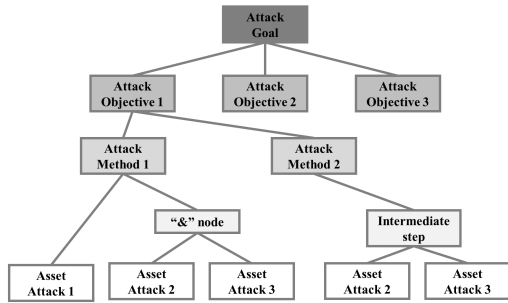 Attack
Goal
Attack
Objective 1
Attack
Objective 2
Attack
Objective 3
Attack
Method 1
Attack
Method 2
“&” node
Intermediate
step
Asset
Attack 1
Asset
Attack 2
Asset
Attack 3
Asset
Attack 2
Asset
Attack 3